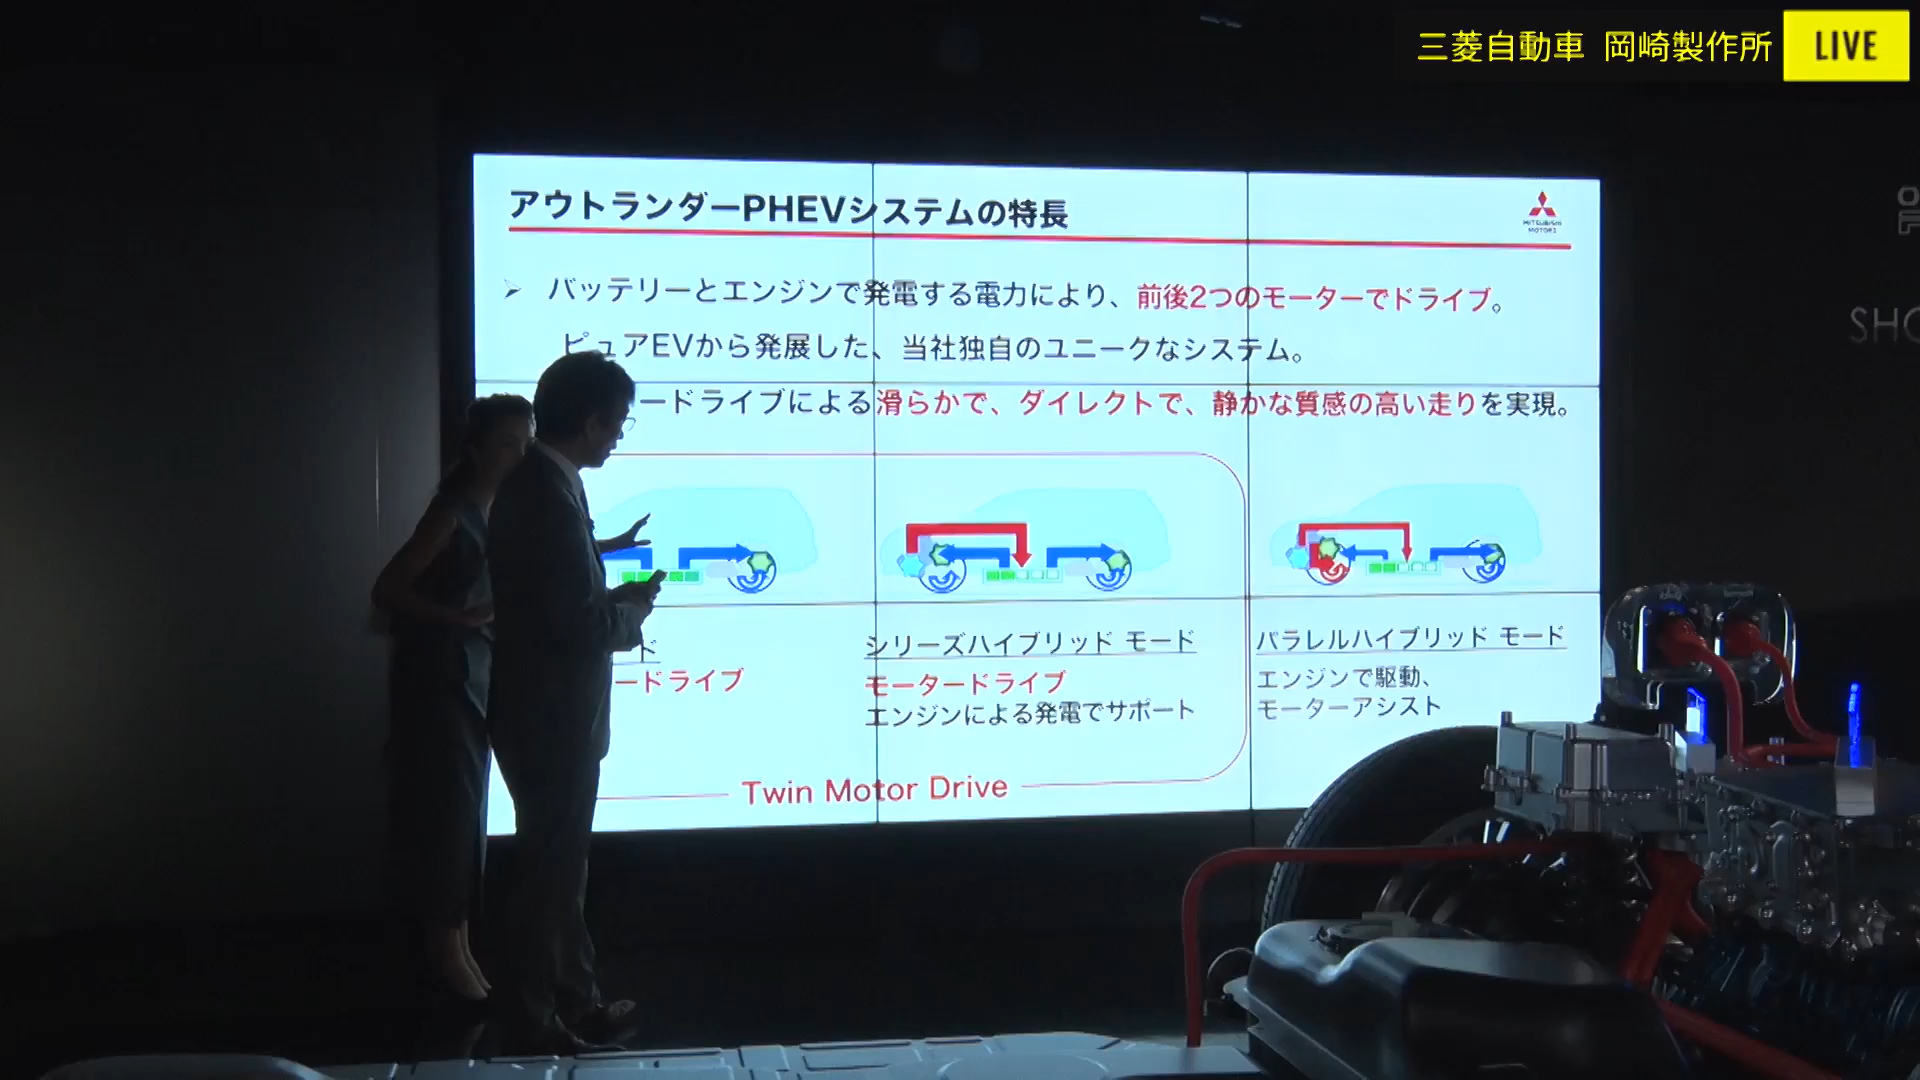 三菱自動車 岡崎製作所 LIVE
アウトランダーPHEVシステムの特長
MITSUBISHI
MOTORS
➢ バッテリーとエンジンで発電する電力により、前後2つのモーターでドライブ。
ピュアEVから発展した、当社独自のユニークなシステム。
ードライブによる滑らかで、ダイレクトで、静かな質感の高い走りを実現。
ド
ードライブ
シリーズハイブリッド モード
モータードライブ
エンジンによる発電でサポート
パラレルハイブリッド モード
エンジンで駆動、
モーターアシスト
Twin Motor Drive
SHO